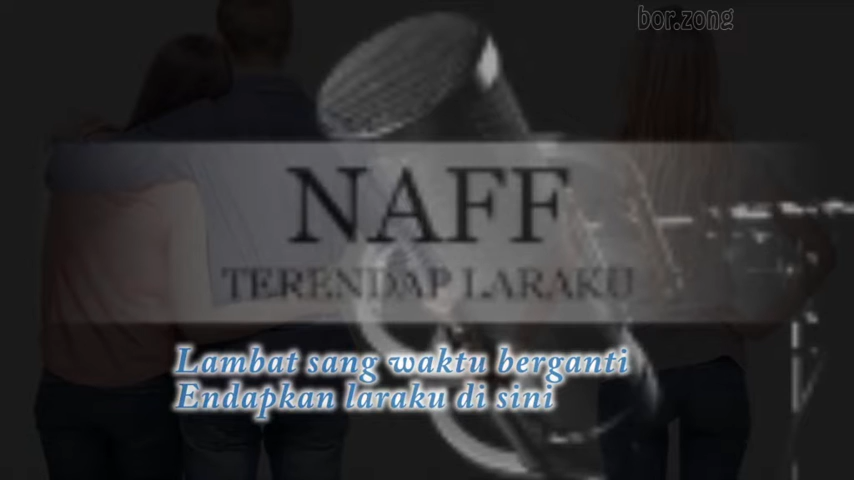 bor.zong
NAFF
TERENDAP LARAKU
Lambat sang waktu berganti
Endapkan laraku di sini